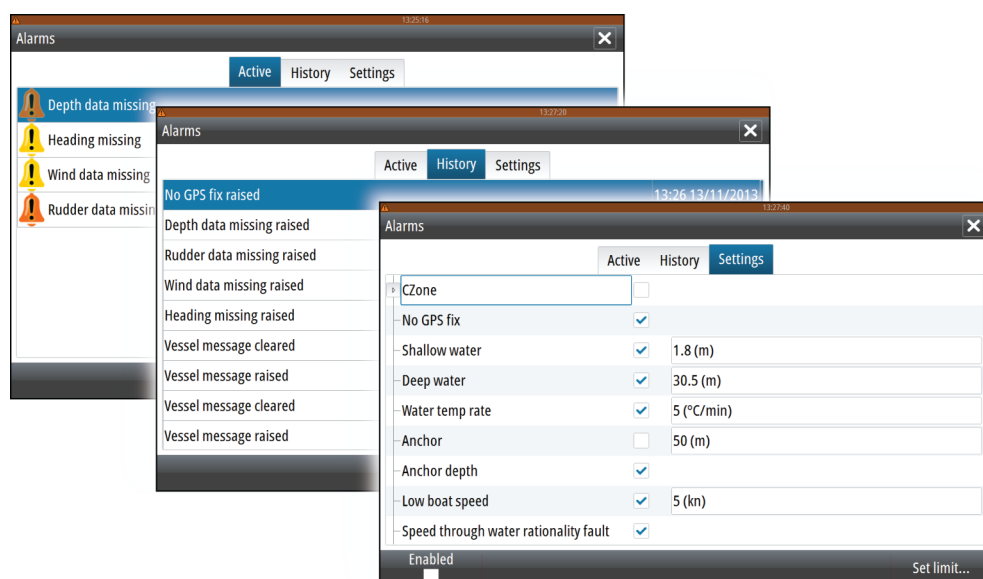 13:25:16
Alarms
Active History Settings
Depth data missing
Heading missing
Wind data missing
Rudder data missin
13:27:20
Alarms
Active History Settings
No GPS fix raised 13:26 13/11/2013
Depth data missing raised
Rudder data missing raised
Wind data missing raised
Heading missing raised
Vessel message cleared
Vessel message raised
Vessel message cleared
Vessel message raised
13:27:40
Alarms
Active History Settings
CZone
No GPS fix
Shallow water 1.8 (m)
Deep water 30.5 (m)
Water temp rate 5 (°C/min)
Anchor 50 (m)
Anchor depth
Low boat speed 5 (kn)
Speed through water rationality fault
Enabled
Set limit...